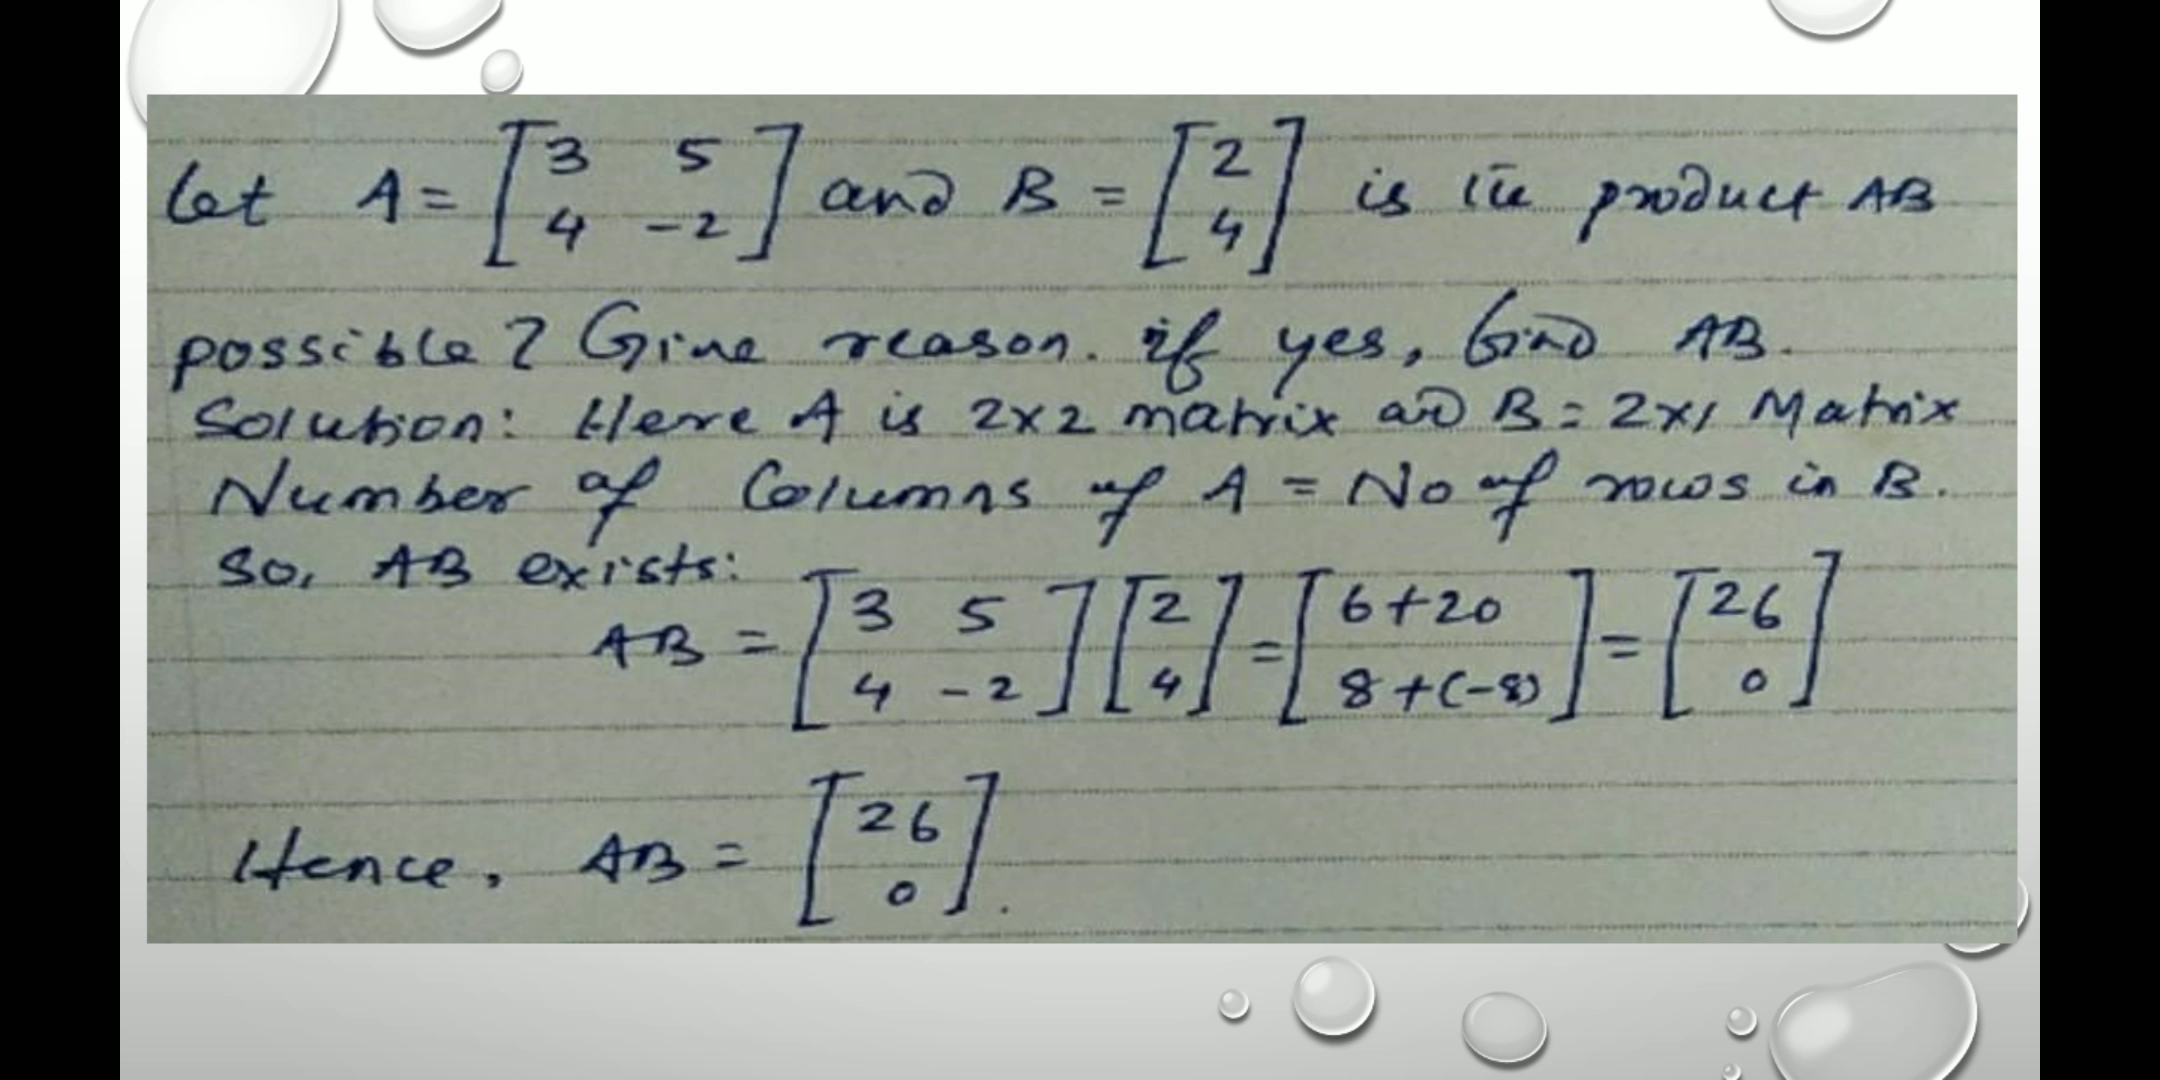 Let A = [3 5; 4 -2] and B = [2; 4] is the product AB
possible? Give reason. if yes, find AB.
Solution: Here A is 2x2 matrix and B = 2x1 Matrix
Number of Columns of A = No of rows in B.
So, AB exists:
AB = [3 5; 4 -2] [2; 4] = [6+20; 8+(-8)] = [26; 0]
Hence, AB = [26; 0].